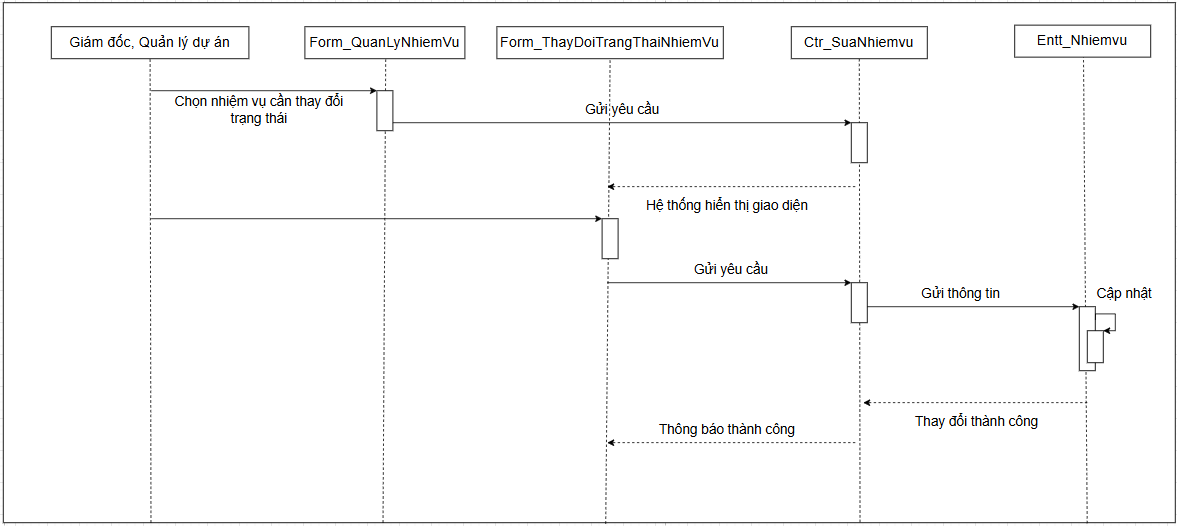 Giám đốc, Quản lý dự án
Form_QuanLyNhiemVu
Form_ThayDoiTrangThaiNhiemVu
Ctr_SuaNhiemvu
Entt_Nhiemvu
Chọn nhiệm vụ cần thay đổi
trạng thái
Gửi yêu cầu
Hệ thống hiển thị giao diện
Gửi yêu cầu
Gửi thông tin
Cập nhật
Thay đổi thành công
Thông báo thành công